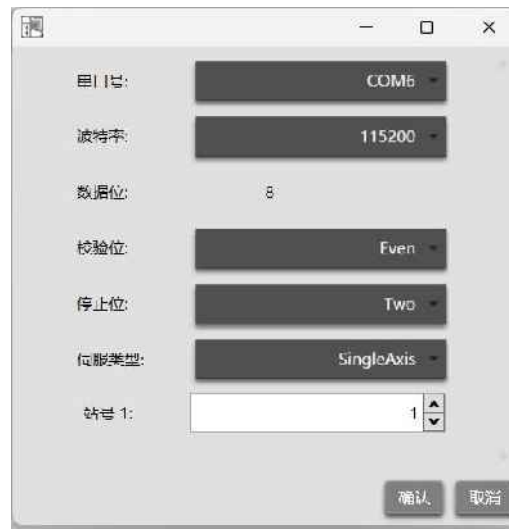 串口号: COM6
波特率: 115200
数据位: 8
校验位: Even
停止位: Two
伺服类型: SingleAxis
站号 1: 1
确认 取消